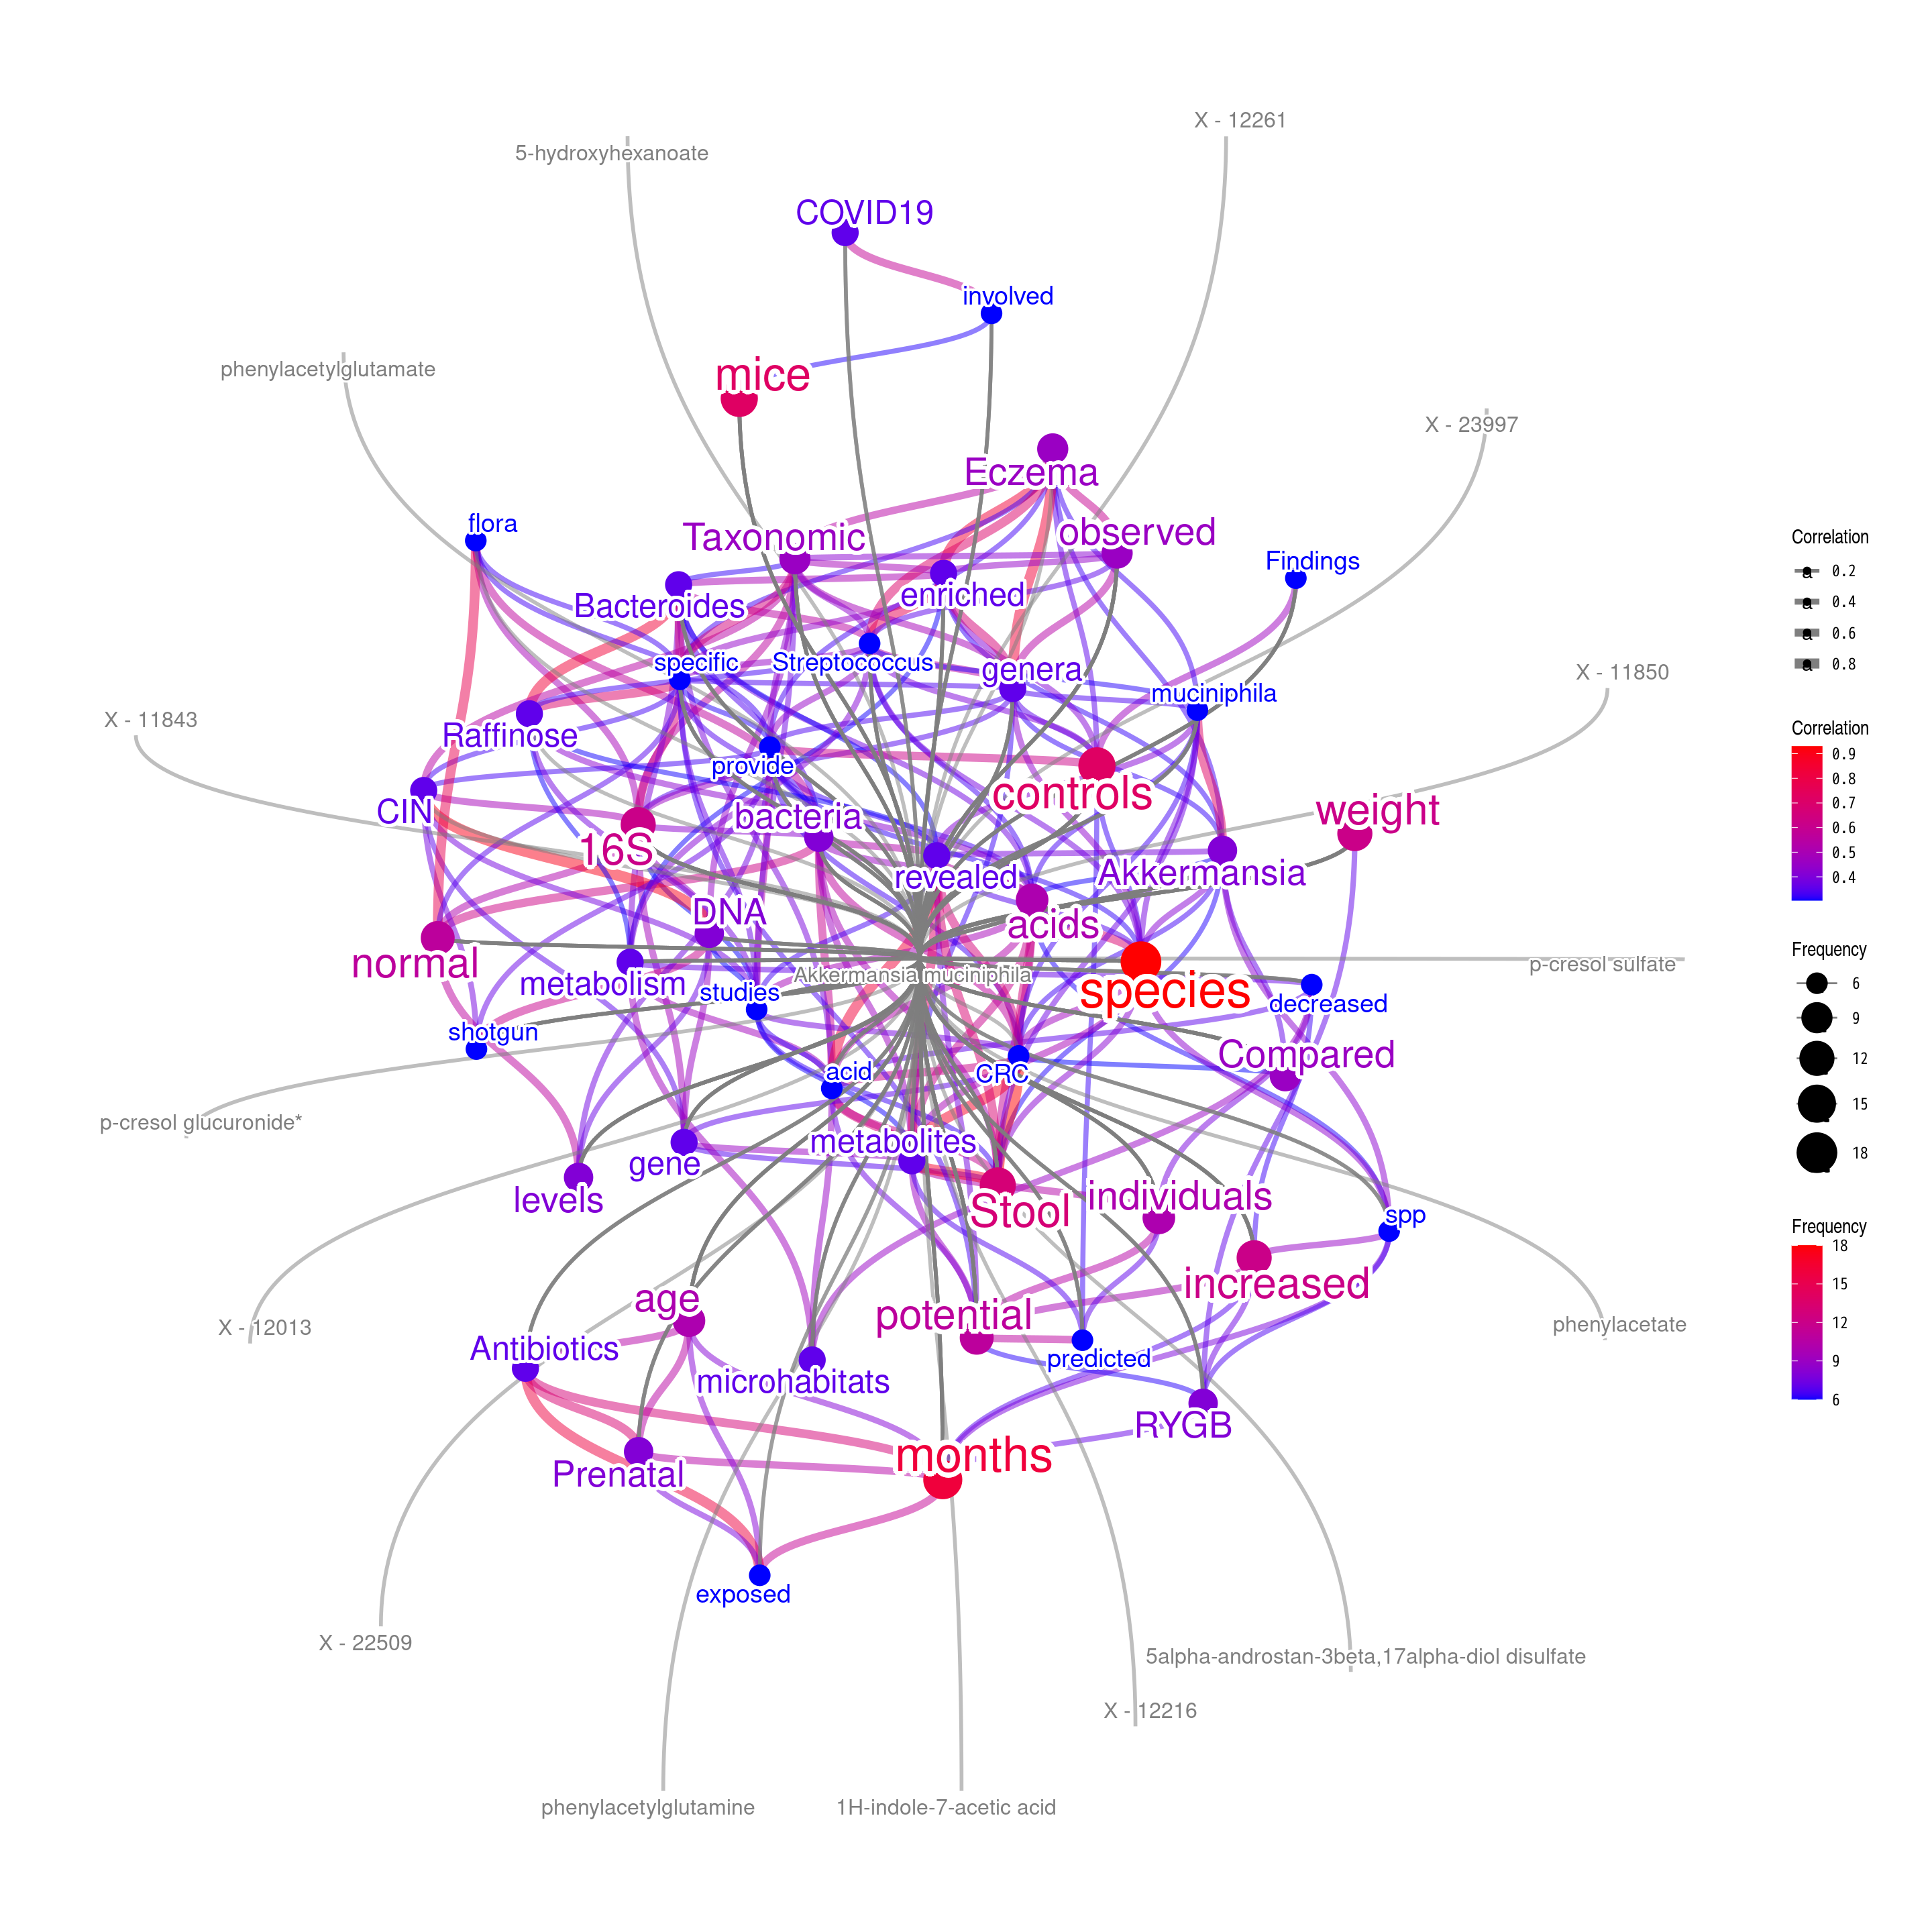 X - 12261
5-hydroxyhexanoate
COVID19
involved
phenylacetylglutamate
mice
X - 23997
Eczema
flora
Taxonomic
observed
Findings
Bacteroides
enriched
specific
Streptococcus
genera
muciniphila
X - 11850
X - 11843
Raffinose
provide
controls
CIN
bacteria
weight
16S
revealed
Akkermansia
DNA
acids
normal
metabolism
Akkermansia muciniphila
p-cresol sulfate
studies
species
decreased
shotgun
acid
CRC
Compared
p-cresol glucuronide*
gene
metabolites
levels
Stool
individuals
spp
increased
age
potential
X - 12013
phenylacetate
Antibiotics
microhabitats
predicted
RYGB
Prenatal
months
exposed
X - 22509
5alpha-androstan-3beta,17alpha-diol disulfate
X - 12216
phenylacetylglutamine
1H-indole-7-acetic acid
Correlation
a 0.2
a 0.4
a 0.6
a 0.8
Correlation
0.9
0.8
0.7
0.6
0.5
0.4
Frequency
6
9
12
15
18
Frequency
18
15
12
9
6